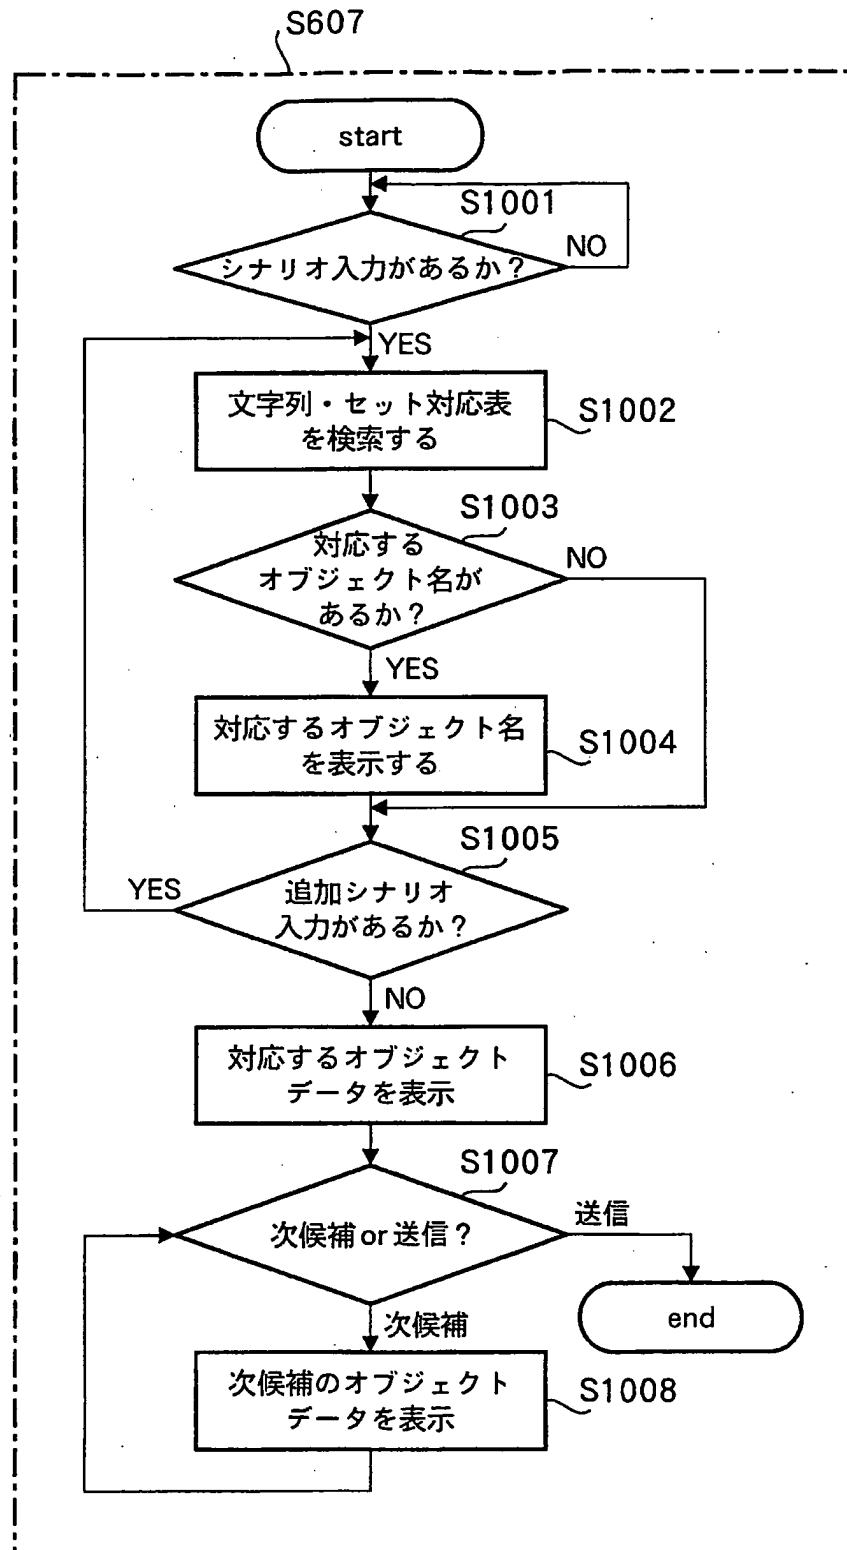 S607
start
S1001
シナリオ入力があるか?
NO
YES
文字列・セット対応表
を検索する
S1002
S1003
対応する
オブジェクト名が
あるか?
NO
YES
対応するオブジェクト名
を表示する
S1004
S1005
YES
追加シナリオ
入力があるか?
NO
対応するオブジェクト
データを表示
S1006
S1007
次候補or送信?
送信
end
次候補
次候補のオブジェクト
データを表示
S1008